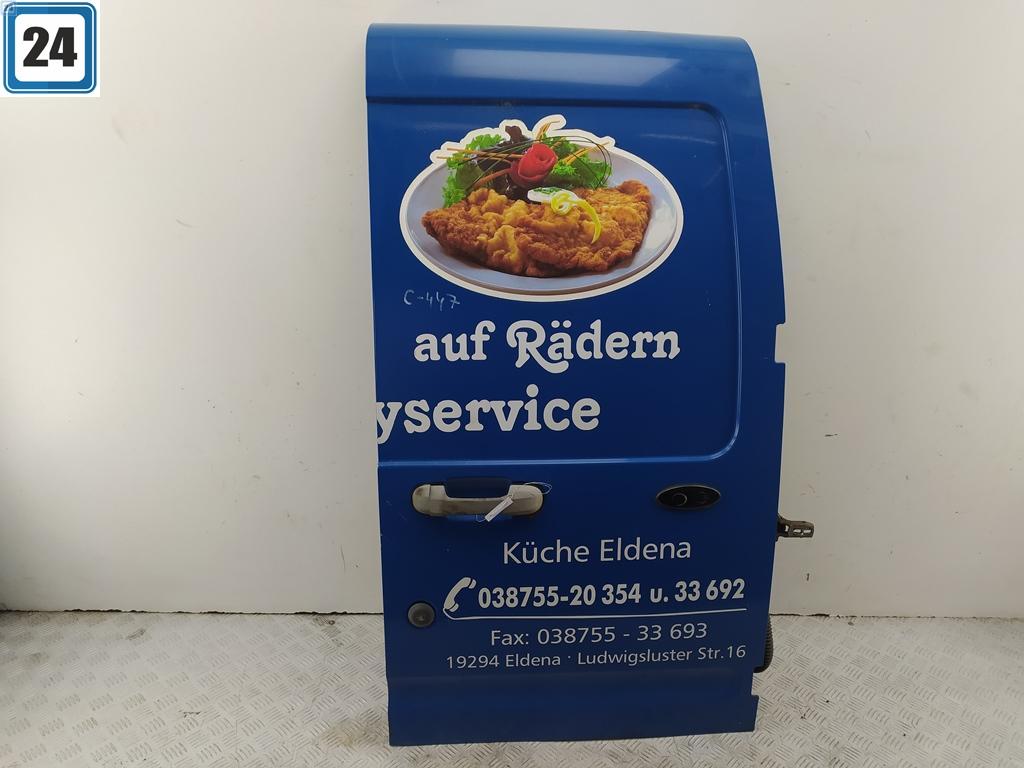 24
C-447
auf Rädern
yservice
Küche Eldena
038755-20 354 u. 33 692
Fax: 038755 - 33 693
19294 Eldena · Ludwigsluster Str.16